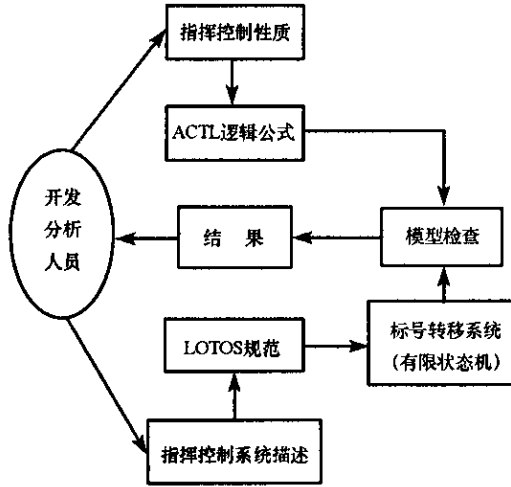 指挥控制性质
ACTL逻辑公式
开发
分析
人员
结 果
模型检查
LOTOS规范
标号转移系统
(有限状态机)
指挥控制系统描述